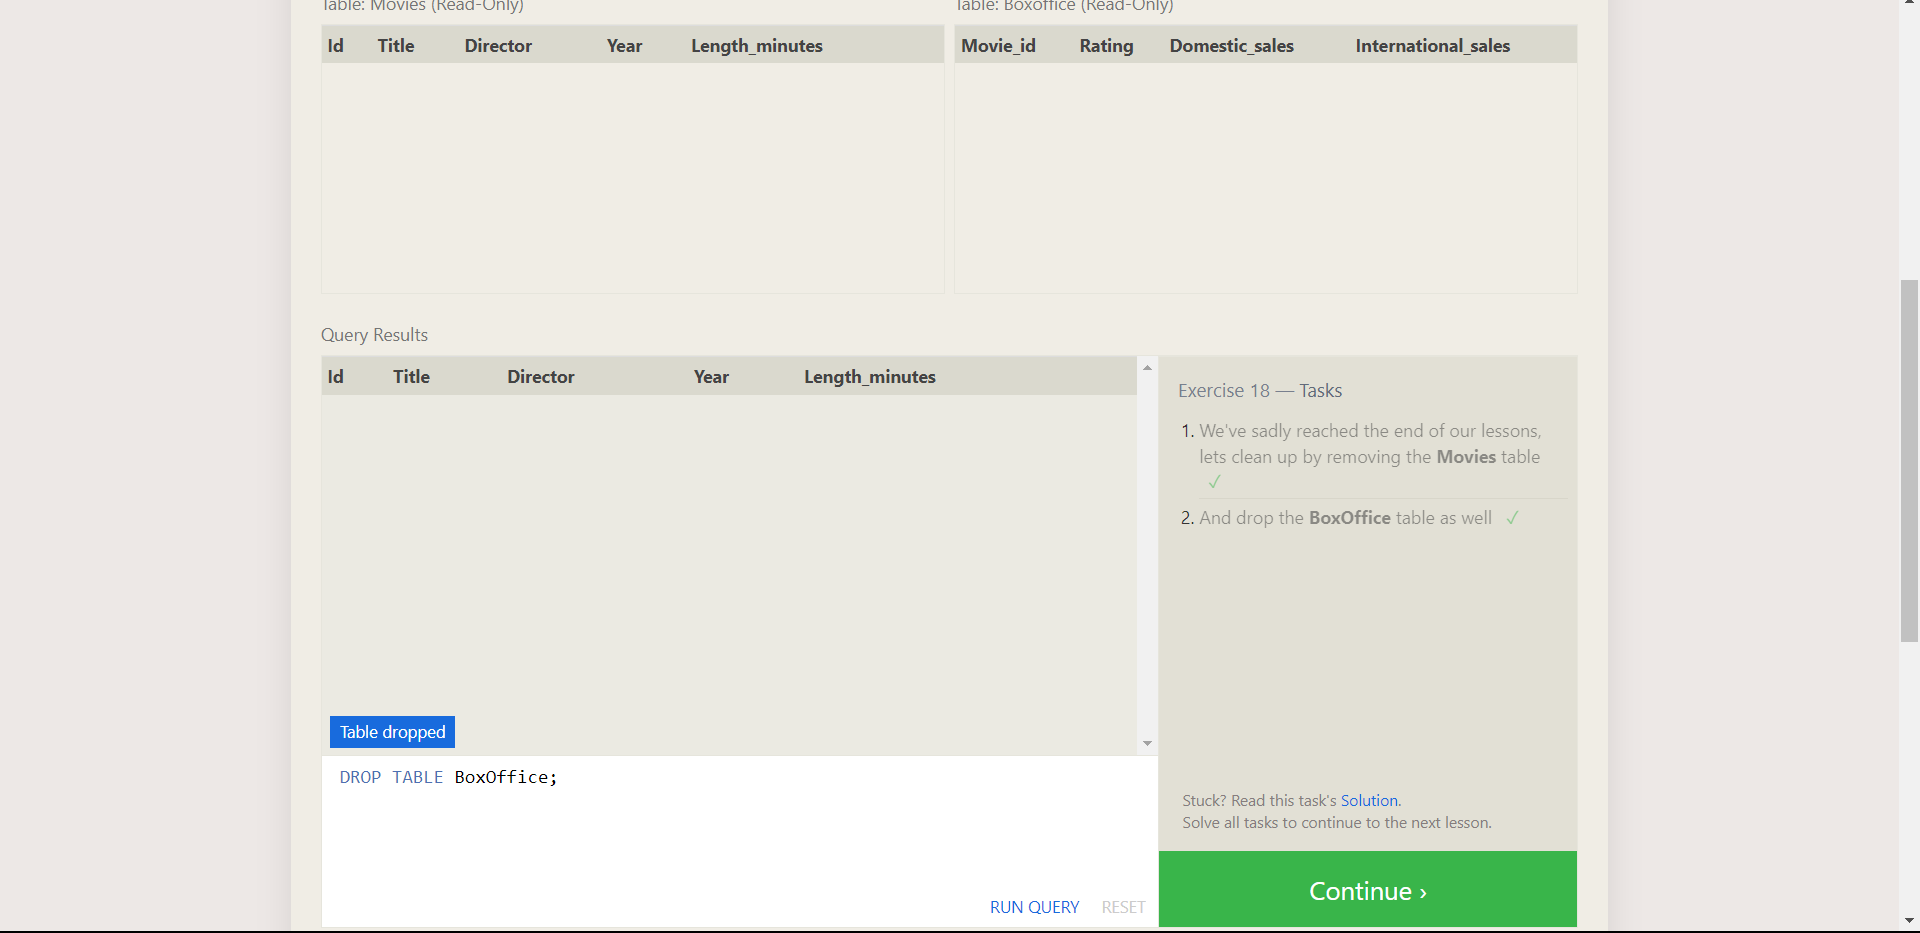 Table: Movies (Read-Only)
Table: Boxoffice (Read-Only)
Id Title Director Year Length_minutes
Movie_id Rating Domestic_sales International_sales
Query Results
Id Title Director Year Length_minutes
Table dropped
DROP TABLE BoxOffice;
RUN QUERY RESET
Exercise 18 — Tasks
1. We've sadly reached the end of our lessons,
lets clean up by removing the Movies table
✓
2. And drop the BoxOffice table as well ✓
Stuck? Read this task's Solution.
Solve all tasks to continue to the next lesson.
Continue ›